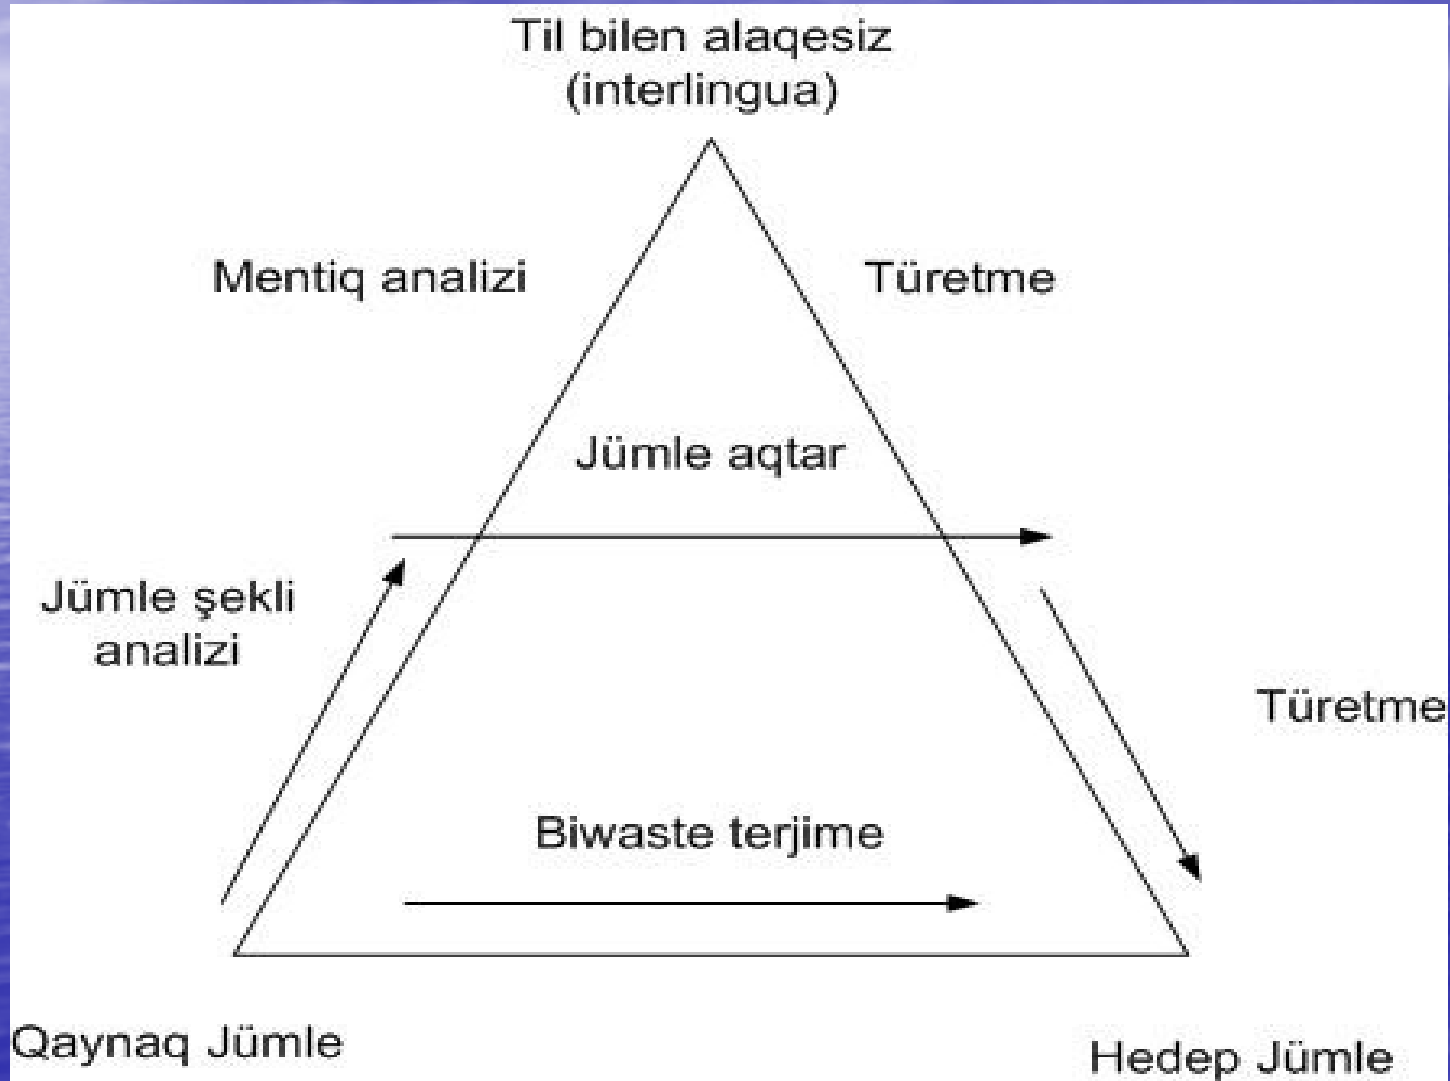 Til bilen alaqesiz
(interlingua)
Mentiq analizi
Türetme
Jümle aqtar
Jümle şekli
analizi
Türetme
Biwaste terjime
Qaynaq Jümle
Hedep Jümle